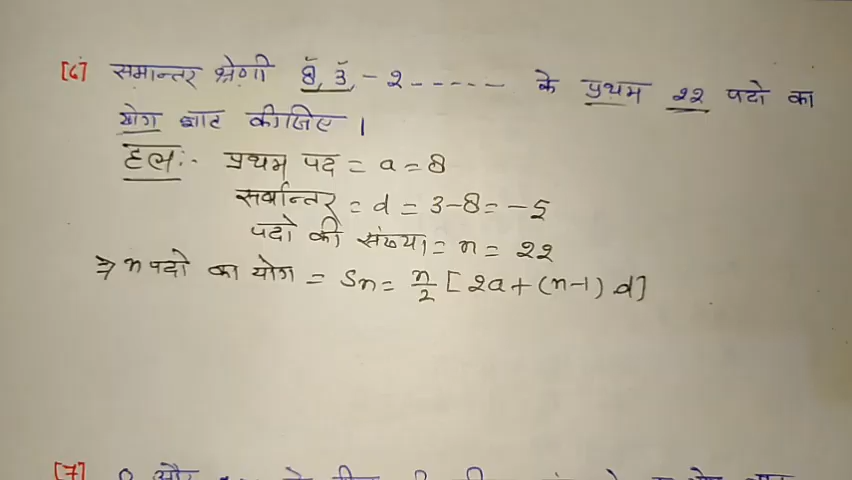 [6] समान्तर श्रेणी 8, 3, -2 ----- के प्रथम 22 पदो का
योग ज्ञात कीजिए ।
हल:- प्रथम पद = a = 8
सर्वान्तर = d = 3-8 = -5
पदो की संख्या = n = 22
⇒ n पदो का योग = Sn = n/2 [2a+(n-1) d]
[7] और